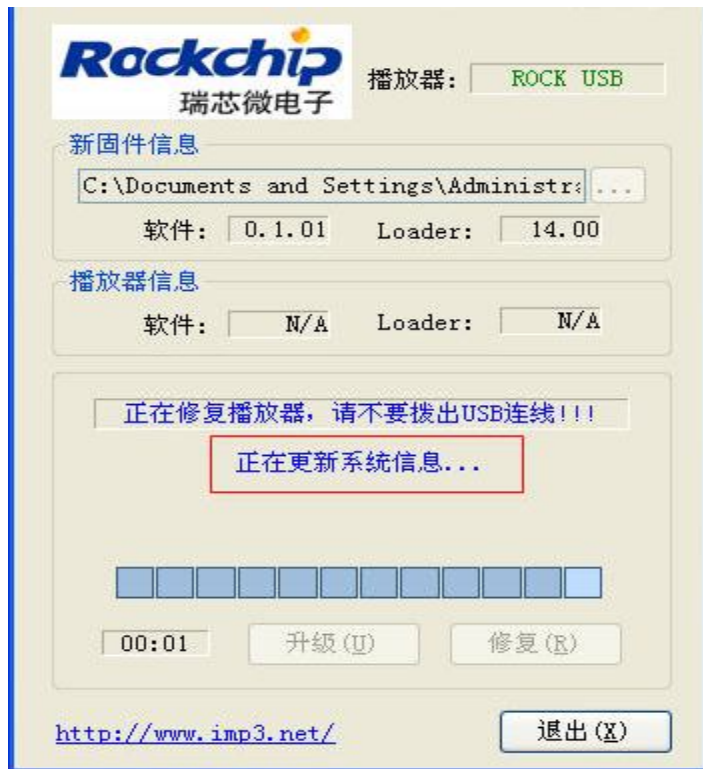 Rockchip
瑞芯微电子
播放器: ROCK USB
新固件信息
C:\Documents and Settings\Administra ...
软件: 0.1.01 Loader: 14.00
播放器信息
软件: N/A Loader: N/A
正在修复播放器，请不要拨出USB连线!!!
正在更新系统信息...
00:01 升级(U) 修复(R)
http://www.imp3.net/ 退出(X)